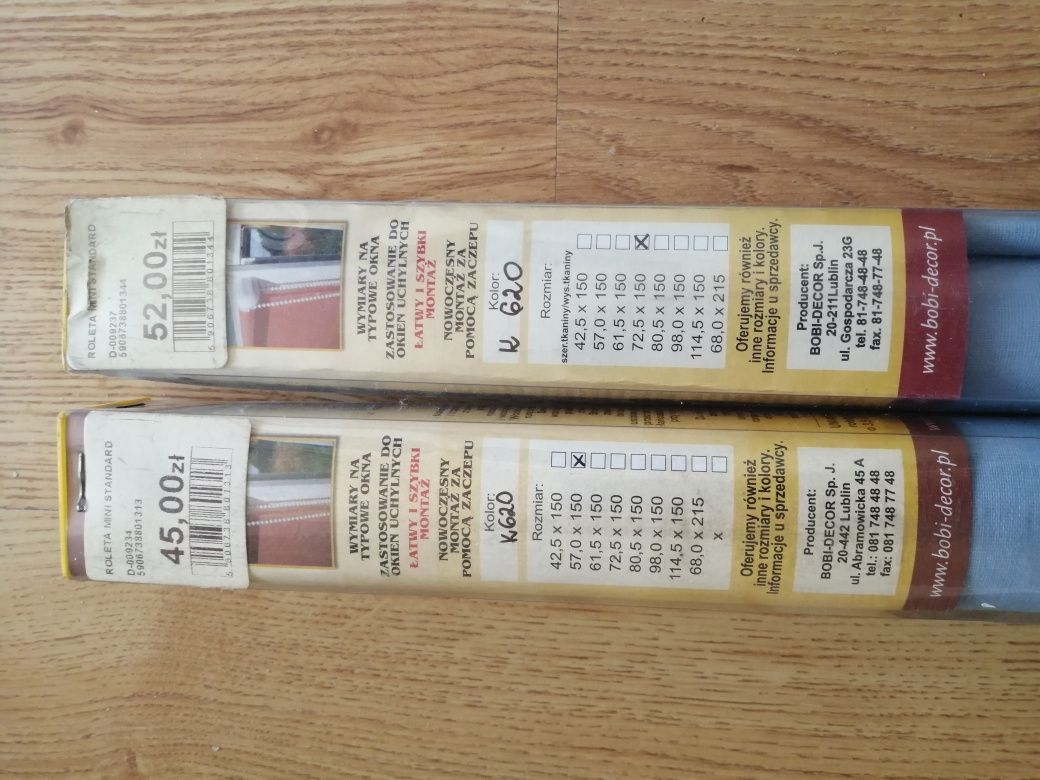 ROLETA MINI STANDARD
D-009237
5906738801344
52,00zł
5 906738 801344
WYMIARY NA
TYPOWE OKNA
ZASTOSOWANIE DO
OKIEN UCHYLNYCH
ŁATWY I SZYBKI
MONTAŻ
NOWOCZESNY
MONTAŻ ZA
POMOCĄ ZACZEPU
Kolor:
K 620
Rozmiar:
szer.tkaniny/wys.tkaniny
42,5 x 150
57,0 x 150
61,5 x 150
72,5 x 150 X
80,5 x 150
98,0 x 150
114,5 x 150
68,0 x 215
Oferujemy również
inne rozmiary i kolory.
Informacje u sprzedawcy.
Producent:
BOBI-DECOR Sp.J.
20-211Lublin
ul. Gospodarcza 23G
tel. 81-748-48-48
fax. 81-748-77-48
www.bobi-decor.pl
ROLETA MINI STANDARD
D-009234
5906738801313
45,00zł
5 906738 801313
WYMIARY NA
TYPOWE OKNA
ZASTOSOWANIE DO
OKIEN UCHYLNYCH
ŁATWY I SZYBKI
MONTAŻ
NOWOCZESNY
MONTAŻ ZA
POMOCĄ ZACZEPU
Kolor:
K620
Rozmiar:
42,5 x 150
57,0 x 150 X
61,5 x 150
72,5 x 150
80,5 x 150
98,0 x 150
114,5 x 150
68,0 x 215
x
Oferujemy również
inne rozmiary i kolory.
Informacje u sprzedawcy.
Producent:
BOBI-DECOR Sp. J.
20-442 Lublin
ul. Abramowicka 45 A
tel.: 081 748 48 48
fax: 081 748 77 48
www.bobi-decor.pl